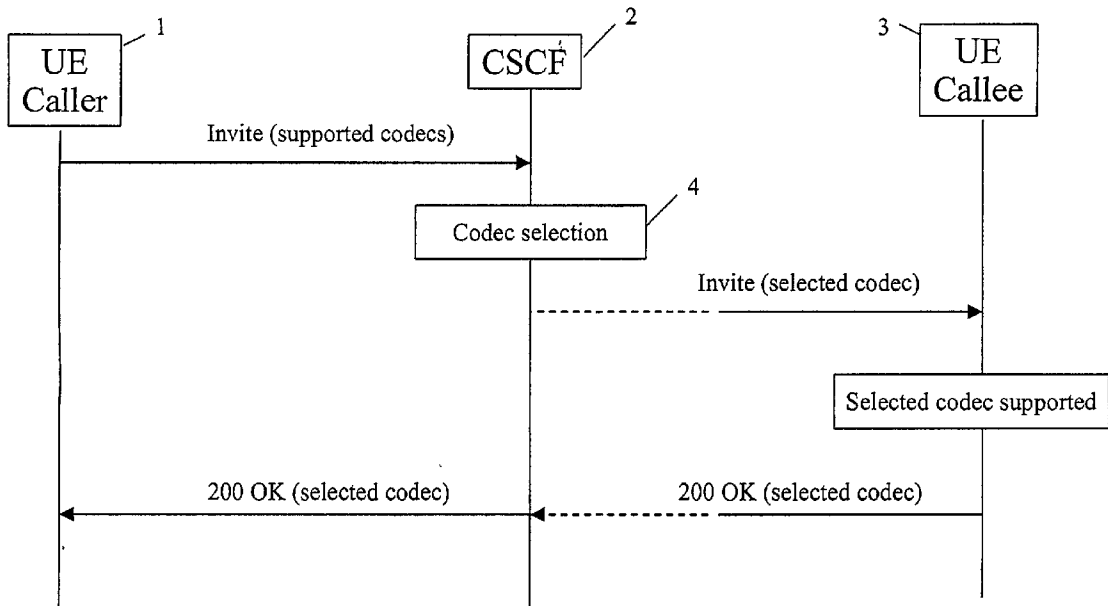 1
2
3
UE
Caller
CSCF
UE
Callee
Invite (supported codecs)
4
Codec selection
Invite (selected codec)
Selected codec supported
200 OK (selected codec)
200 OK (selected codec)